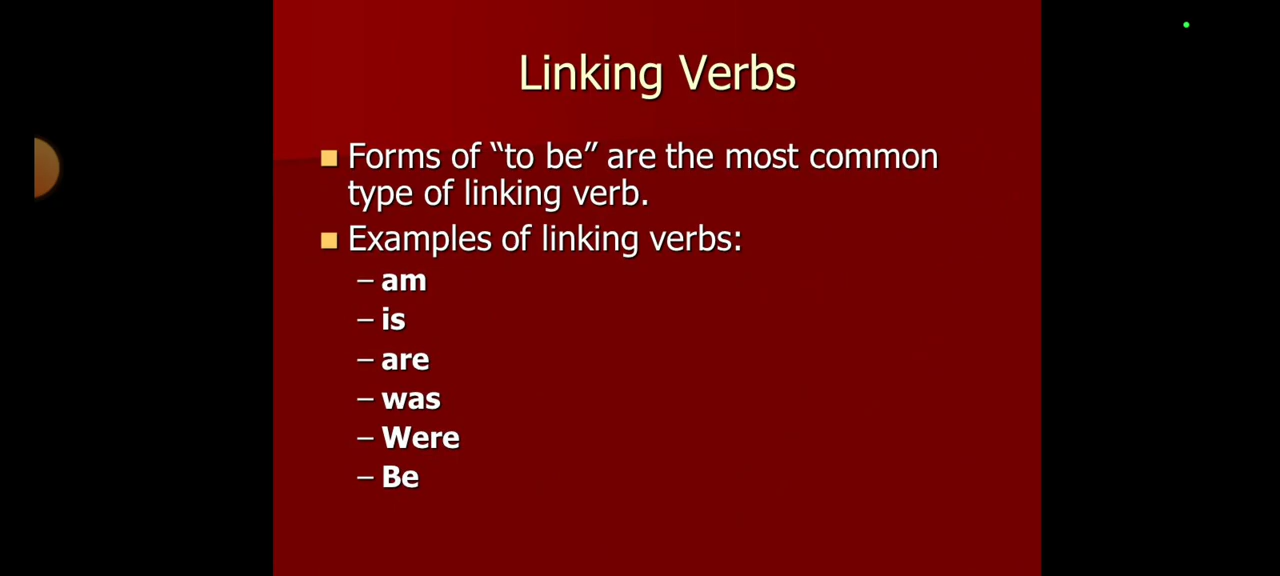 Linking Verbs
■ Forms of “to be” are the most common
type of linking verb.
■ Examples of linking verbs:
– am
– is
– are
– was
– Were
– Be